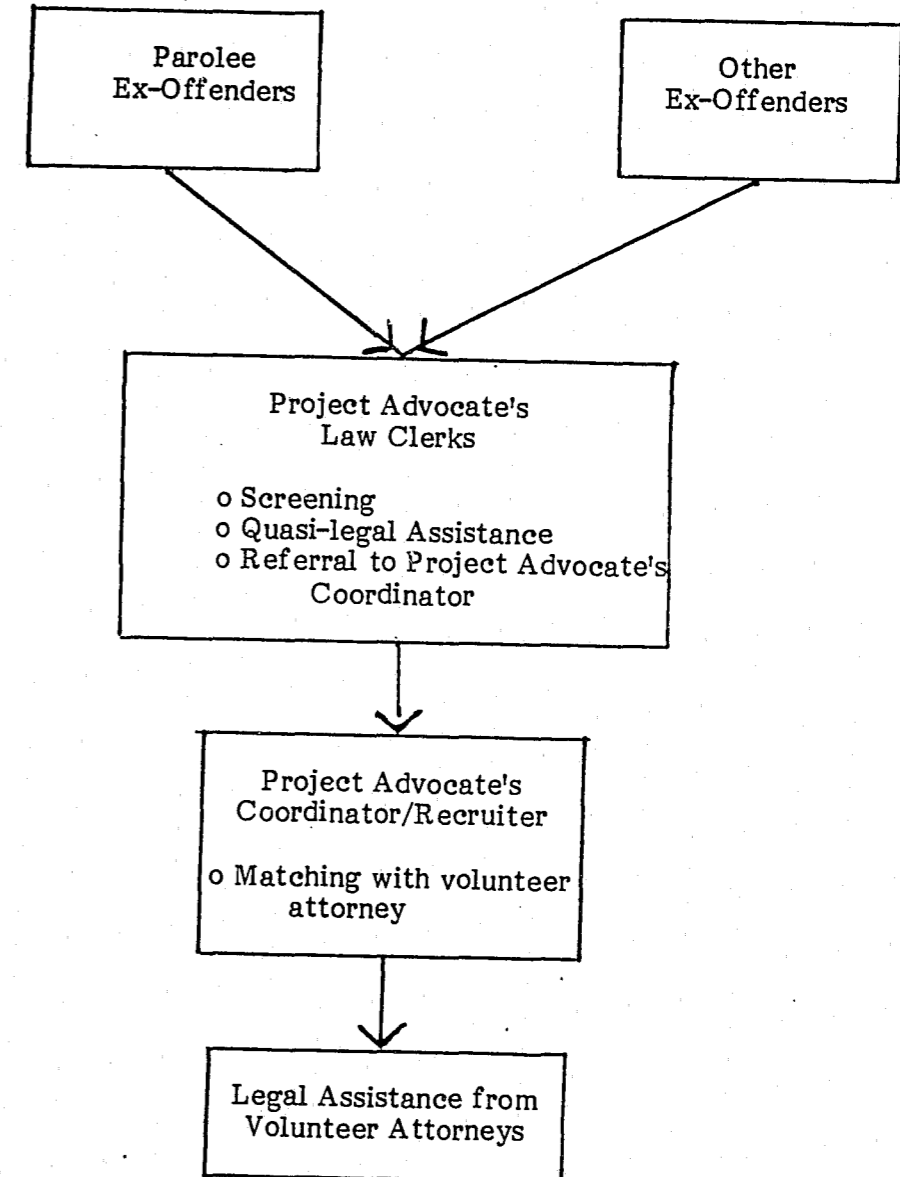 Parolee
Ex-Offenders
Other
Ex-Offenders
Project Advocate's
Law Clerks
o Screening
o Quasi-legal Assistance
o Referral to Project Advocate's
Coordinator
Project Advocate's
Coordinator/Recruiter
o Matching with volunteer
attorney
Legal Assistance from
Volunteer Attorneys